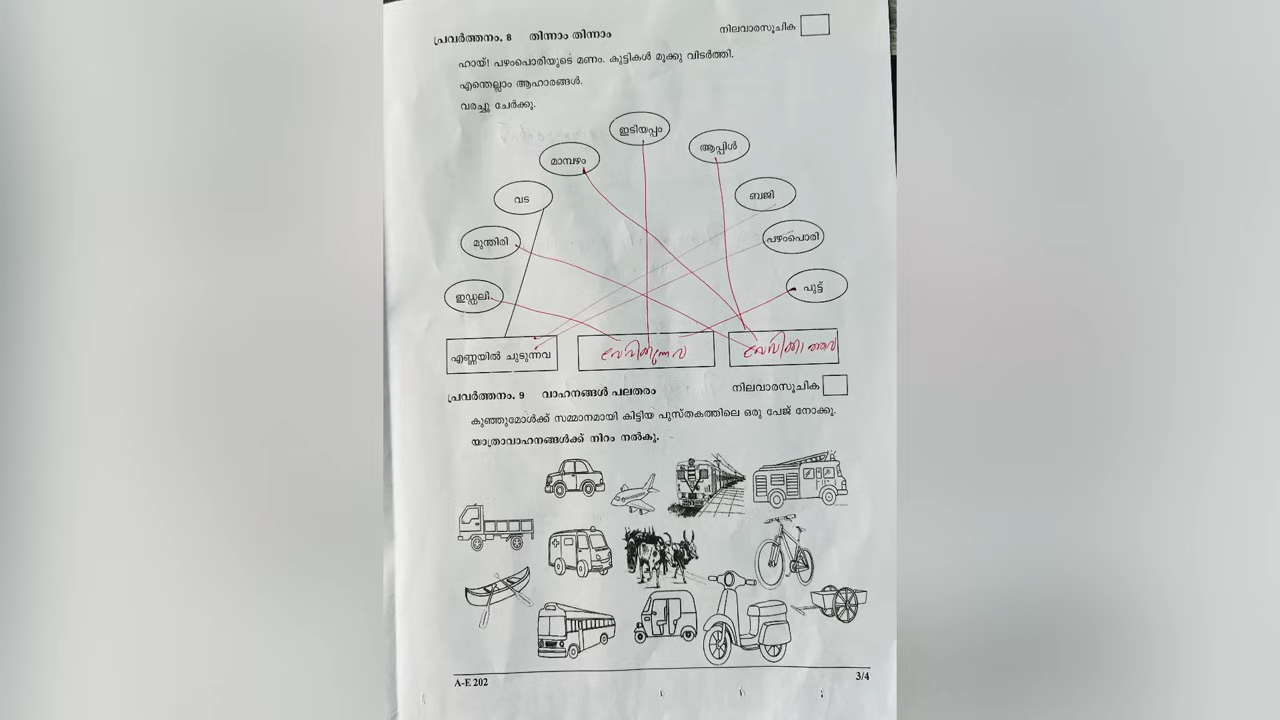 പ്രവർത്തനം. 8 തിന്നാം തിന്നാം നിലവാരസൂചിക
ഹായ്! പഴംപൊരിയുടെ മണം. കുട്ടികൾ മൂക്കു വിടർത്തി.
എന്തെല്ലാം ആഹാരങ്ങൾ.
വരച്ചു ചേർക്കൂ.
ഇടിയപ്പം
മാമ്പഴം
ആപ്പിൾ
വട
ബജി
മുന്തിരി
പഴംപൊരി
ഇഡ്ഡലി
പുട്ട്
എണ്ണയിൽ ചുടുന്നവ വേവിക്കുന്നവ
പ്രവർത്തനം. 9 വാഹനങ്ങൾ പലതരം നിലവാരസൂചിക
കുഞ്ഞുമോൾക്ക് സമ്മാനമായി കിട്ടിയ പുസ്തകത്തിലെ ഒരു പേജ് നോക്കൂ.
യാത്രാവാഹനങ്ങൾക്ക് നിറം നൽകൂ.
A-E 202 3/4